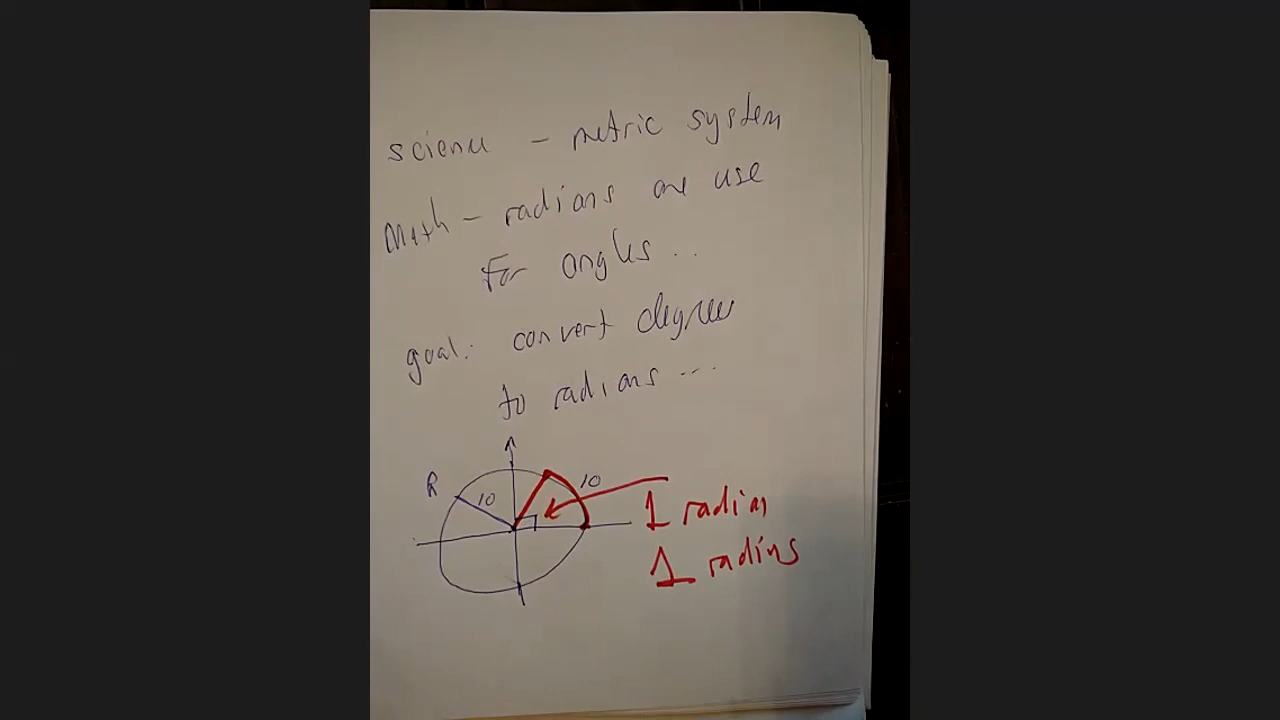 science - metric system
Math - radians are use
for angles ..
goal: convert degrees
to radians ...
R
10
10
1 radian
1 radius